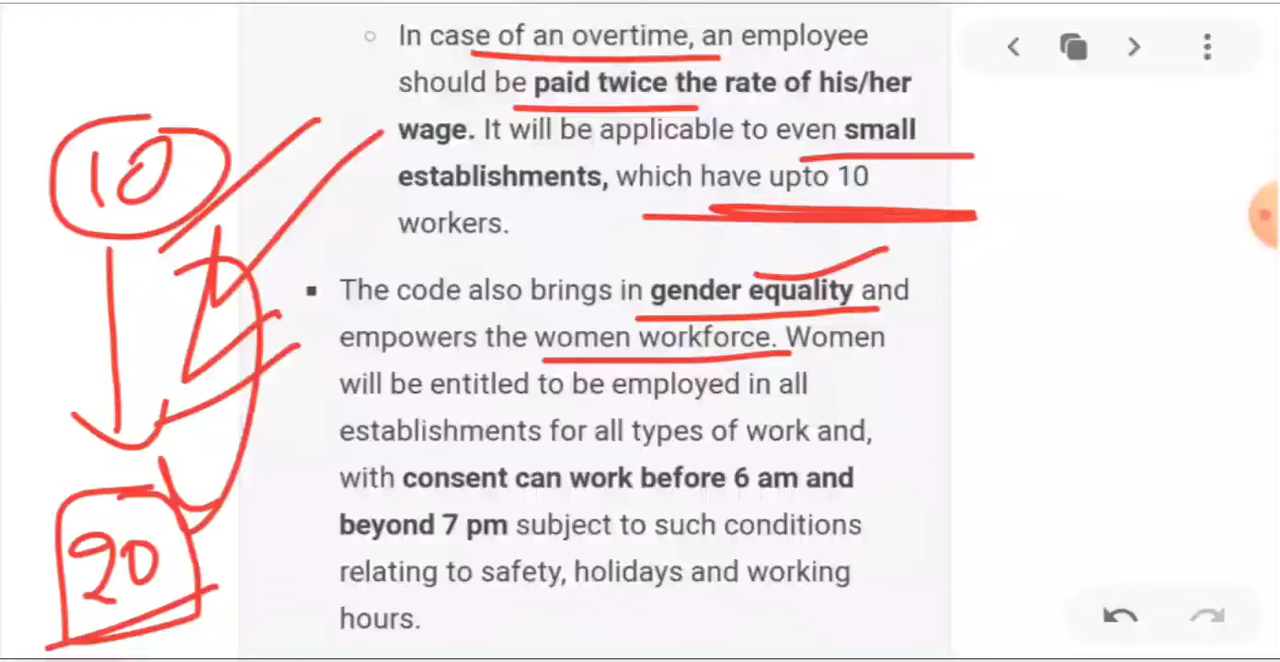 In case of an overtime, an employee
should be paid twice the rate of his/her
wage. It will be applicable to even small
establishments, which have upto 10
workers.
The code also brings in gender equality and
empowers the women workforce. Women
will be entitled to be employed in all
establishments for all types of work and,
with consent can work before 6 am and
beyond 7 pm subject to such conditions
relating to safety, holidays and working
hours.
10
20